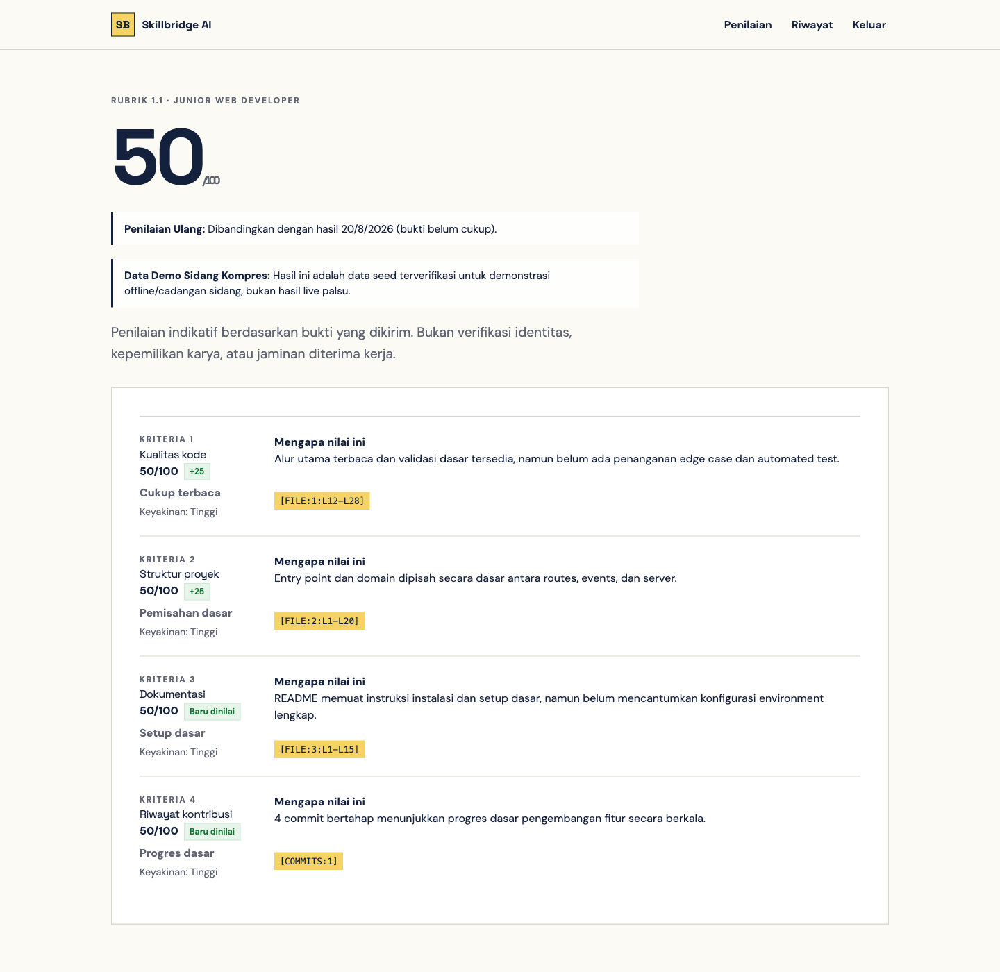 SB Skillbridge AI
Penilaian Riwayat Keluar
RUBRIK 1.1 · JUNIOR WEB DEVELOPER
50/100
Penilaian Ulang: Dibandingkan dengan hasil 20/8/2026 (bukti belum cukup).
Data Demo Sidang Kompres: Hasil ini adalah data seed terverifikasi untuk demonstrasi
offline/cadangan sidang, bukan hasil live palsu.
Penilaian indikatif berdasarkan bukti yang dikirim. Bukan verifikasi identitas,
kepemilikan karya, atau jaminan diterima kerja.
KRITERIA 1
Kualitas kode
50/100 +25
Cukup terbaca
Keyakinan: Tinggi
Mengapa nilai ini
Alur utama terbaca dan validasi dasar tersedia, namun belum ada penanganan edge case dan automated test.
[FILE:1:L12–L28]
KRITERIA 2
Struktur proyek
50/100 +25
Pemisahan dasar
Keyakinan: Tinggi
Mengapa nilai ini
Entry point dan domain dipisah secara dasar antara routes, events, dan server.
[FILE:2:L1–L20]
KRITERIA 3
Dokumentasi
50/100 Baru dinilai
Setup dasar
Keyakinan: Tinggi
Mengapa nilai ini
README memuat instruksi instalasi dan setup dasar, namun belum mencantumkan konfigurasi environment
lengkap.
[FILE:3:L1–L15]
KRITERIA 4
Riwayat kontribusi
50/100 Baru dinilai
Progres dasar
Keyakinan: Tinggi
Mengapa nilai ini
4 commit bertahap menunjukkan progres dasar pengembangan fitur secara berkala.
[COMMITS:1]